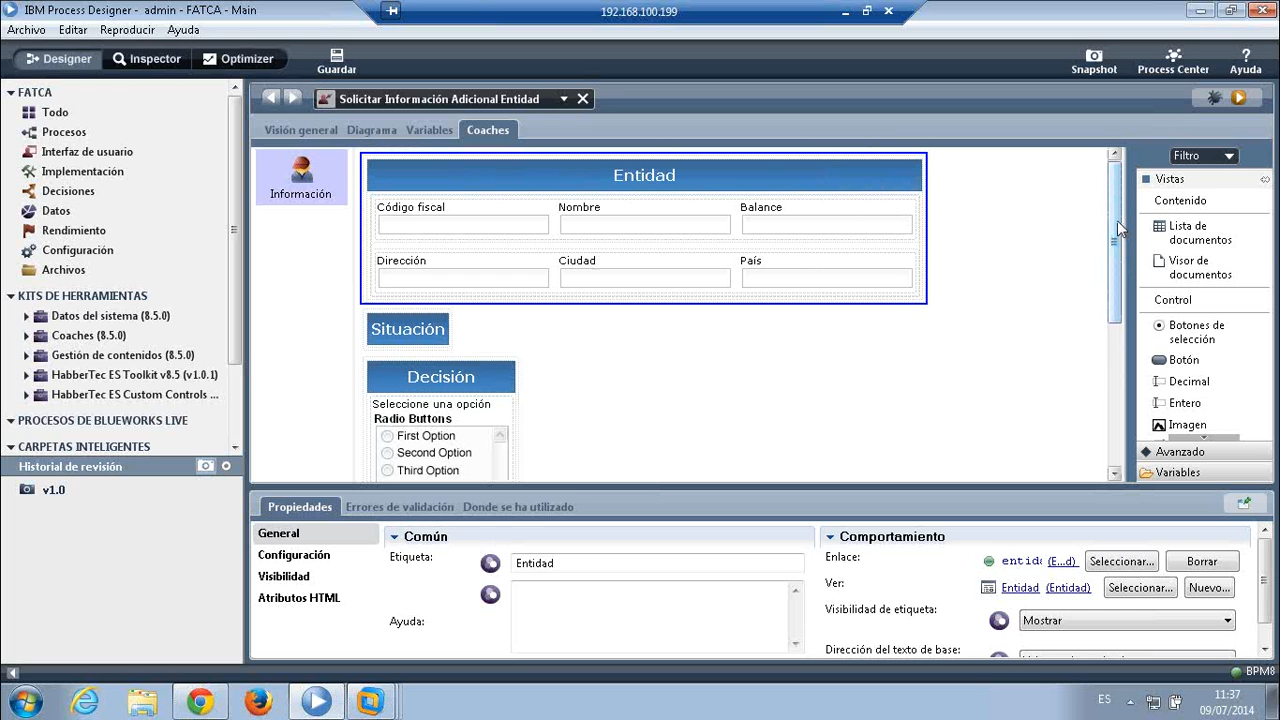 IBM Process Designer - admin - FATCA - Main
192.168.100.199
Archivo Editar Reproducir Ayuda
Designer Inspector Optimizer
Guardar
Snapshot Process Center Ayuda
FATCA
Todo
Procesos
Interfaz de usuario
Implementación
Decisiones
Datos
Rendimiento
Configuración
Archivos
KITS DE HERRAMIENTAS
Datos del sistema (8.5.0)
Coaches (8.5.0)
Gestión de contenidos (8.5.0)
HabberTec ES Toolkit v8.5 (v1.0.1)
HabberTec ES Custom Controls ...
PROCESOS DE BLUEWORKS LIVE
CARPETAS INTELIGENTES
Historial de revisión
v1.0
Solicitar Información Adicional Entidad
Visión general Diagrama Variables Coaches
Información
Entidad
Código fiscal Nombre Balance
Dirección Ciudad País
Situación
Decisión
Seleccione una opción
Radio Buttons
First Option
Second Option
Third Option
Filtro
Vistas
Contenido
Lista de
documentos
Visor de
documentos
Control
Botones de
selección
Botón
Decimal
Entero
Imagen
Avanzado
Variables
Propiedades Errores de validación Donde se ha utilizado
General
Configuración
Visibilidad
Atributos HTML
Común
Etiqueta: Entidad
Ayuda:
Comportamiento
Enlace: entid (E...d) Seleccionar... Borrar
Ver: Entidad (Entidad) Seleccionar... Nuevo...
Visibilidad de etiqueta: Mostrar
Dirección del texto de base:
BPM8
ES
11:37
09/07/2014